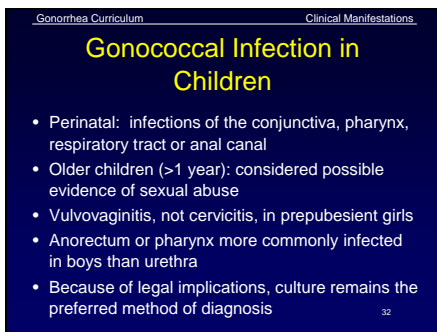 Gonorrhea Curriculum Clinical Manifestations
Gonococcal Infection in
Children
• Perinatal: infections of the conjunctiva, pharynx,
respiratory tract or anal canal
• Older children (>1 year): considered possible
evidence of sexual abuse
• Vulvovaginitis, not cervicitis, in prepubesient girls
• Anorectum or pharynx more commonly infected
in boys than urethra
• Because of legal implications, culture remains the
preferred method of diagnosis 32